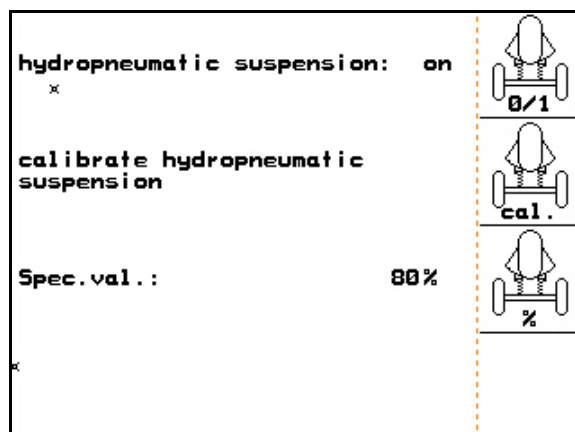 hydropneumatic suspension: on
0/1
calibrate hydropneumatic
suspension
cal.
Spec.val.: 80%
%